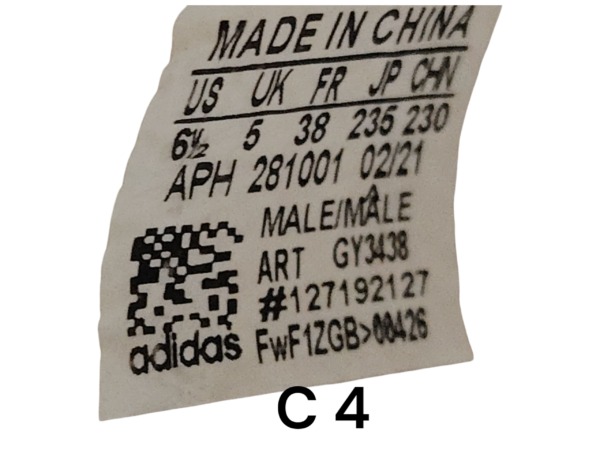 MADE IN CHINA
US UK FR JP CHN
6½ 5 38 235 230
APH 281001 02/21
MALE/MÂLE
ART GY3438
#127192127
adidas FwF1ZGB>00426
C 4